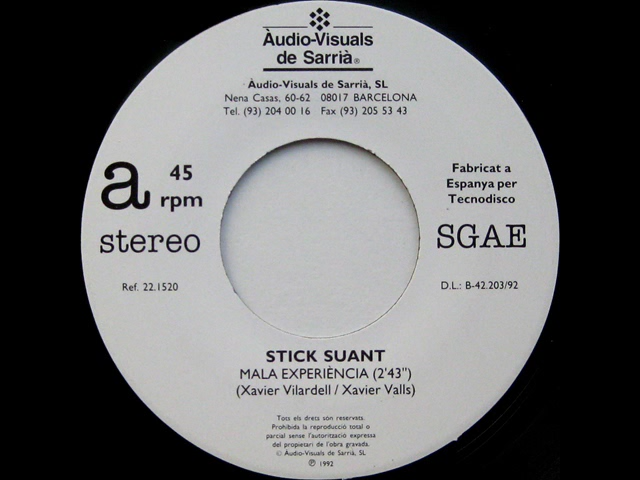 Àudio-Visuals
de Sarrià®
Àudio-Visuals de Sarrià, SL
Nena Casas, 60-62 08017 BARCELONA
Tel. (93) 204 00 16 Fax (93) 205 53 43
a 45
rpm
stereo
Fabricat a
Espanya per
Tecnodisco
SGAE
Ref. 22.1520
D.L.: B-42.203/92
STICK SUANT
MALA EXPERIÈNCIA (2'43")
(Xavier Vilardell / Xavier Valls)
Tots els drets són reservats.
Prohibida la reproducció total o
parcial sense l'autorització expressa
del propietari de l'obra gravada.
© Àudio-Visuals de Sarrià, SL
℗ 1992